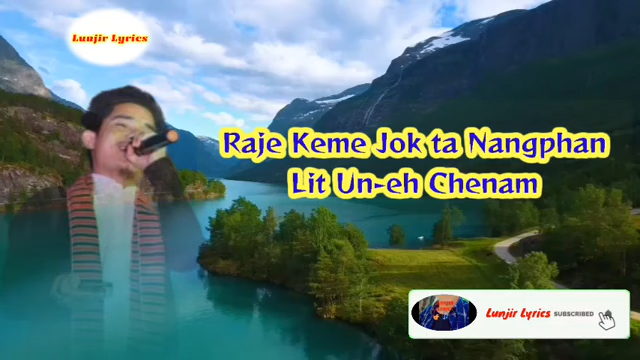 Lunjir Lyrics
Raje Keme Jok ta Nangphan
Lit Un-eh Chenam
Lunjir Lyrics SUBSCRIBED